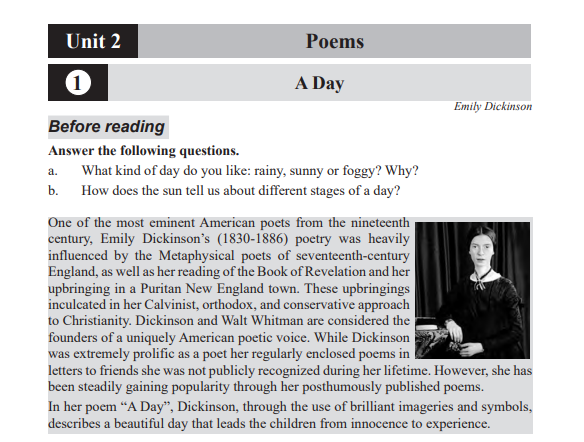 Unit 2 Poems
1 A Day
Emily Dickinson
Before reading
Answer the following questions.
a. What kind of day do you like: rainy, sunny or foggy? Why?
b. How does the sun tell us about different stages of a day?
One of the most eminent American poets from the nineteenth
century, Emily Dickinson's (1830-1886) poetry was heavily
influenced by the Metaphysical poets of seventeenth-century
England, as well as her reading of the Book of Revelation and her
upbringing in a Puritan New England town. These upbringings
inculcated in her Calvinist, orthodox, and conservative approach
to Christianity. Dickinson and Walt Whitman are considered the
founders of a uniquely American poetic voice. While Dickinson
was extremely prolific as a poet her regularly enclosed poems in
letters to friends she was not publicly recognized during her lifetime. However, she has
been steadily gaining popularity through her posthumously published poems.
In her poem “A Day”, Dickinson, through the use of brilliant imageries and symbols,
describes a beautiful day that leads the children from innocence to experience.